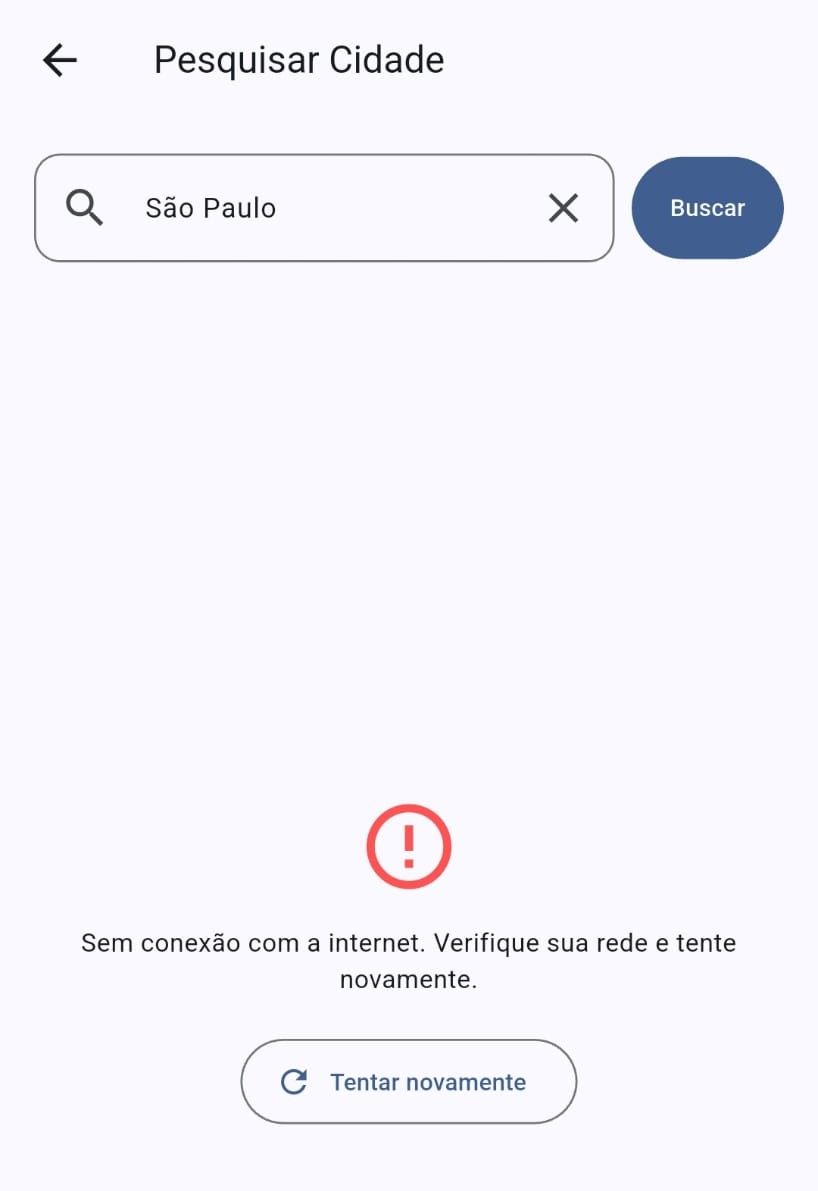 Pesquisar Cidade
São Paulo
Buscar
Sem conexão com a internet. Verifique sua rede e tente
novamente.
Tentar novamente